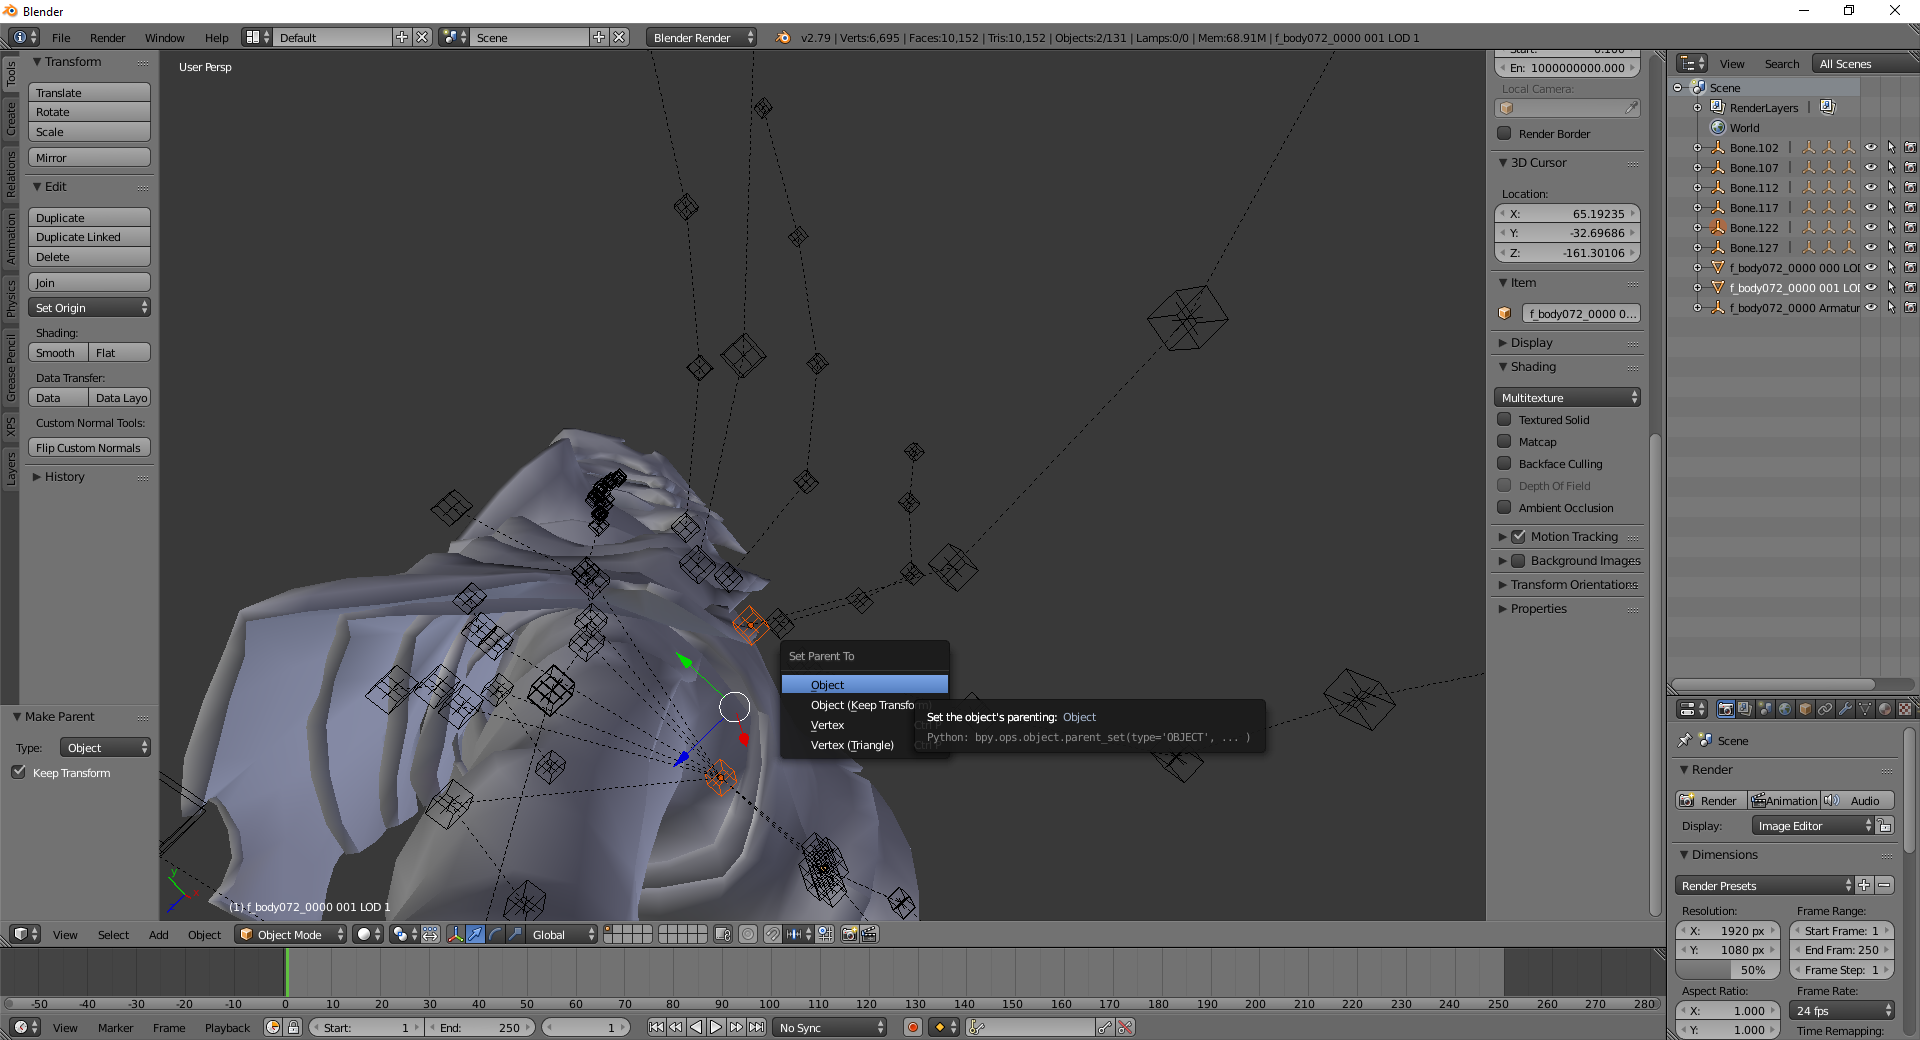 Blender
File Render Window Help Default Scene Blender Render v2.79 | Verts:6,695 | Faces:10,152 | Tris:10,152 | Objects:2/131 | Lamps:0/0 | Mem:68.91M | f_body072_0000 001 LOD 1
Tools
Create
Relations
Animation
Physics
Grease Pencil
XPS
Layers
Transform
Translate
Rotate
Scale
Mirror
Edit
Duplicate
Duplicate Linked
Delete
Join
Set Origin
Shading:
Smooth Flat
Data Transfer:
Data Data Layo
Custom Normal Tools:
Flip Custom Normals
History
Make Parent
Type: Object
Keep Transform
User Persp
Set Parent To
Object
Object (Keep Transform)
Vertex
Vertex (Triangle)
Set the object's parenting: Object
Python: bpy.ops.object.parent_set(type='OBJECT', ... )
(1) f_body072_0000 001 LOD 1
En: 1000000000.000
Local Camera:
Render Border
3D Cursor
Location:
X: 65.19235
Y: -32.69686
Z: -161.30106
Item
f_body072_0000 0...
Display
Shading
Multitexture
Textured Solid
Matcap
Backface Culling
Depth Of Field
Ambient Occlusion
Motion Tracking
Background Images
Transform Orientations
Properties
View Search All Scenes
Scene
RenderLayers |
World
Bone.102 |
Bone.107 |
Bone.112 |
Bone.117 |
Bone.122 |
Bone.127 |
f_body072_0000 000 LOD
f_body072_0000 001 LOD
f_body072_0000 Armatur
Scene
Render
Render Animation Audio
Display: Image Editor
Dimensions
Render Presets
Resolution: Frame Range:
X: 1920 px Start Frame: 1
Y: 1080 px End Fram: 250
50% Frame Step: 1
Aspect Ratio: Frame Rate:
X: 1.000 24 fps
Y: 1.000 Time Remapping:
View Select Add Object Object Mode Global
-50 -40 -30 -20 -10 0 10 20 30 40 50 60 70 80 90 100 110 120 130 140 150 160 170 180 190 200 210 220 230 240 250 260 270 280
View Marker Frame Playback Start: 1 End: 250 1 No Sync